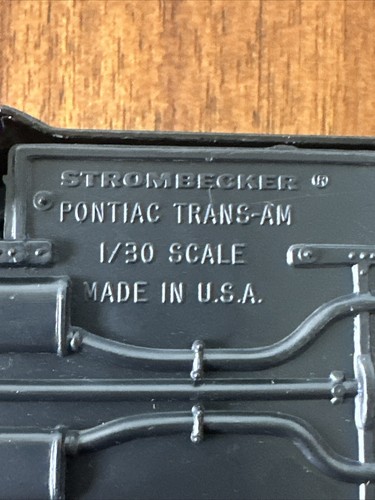 STROMBECKER ®
PONTIAC TRANS-AM
1/30 SCALE
MADE IN U.S.A.